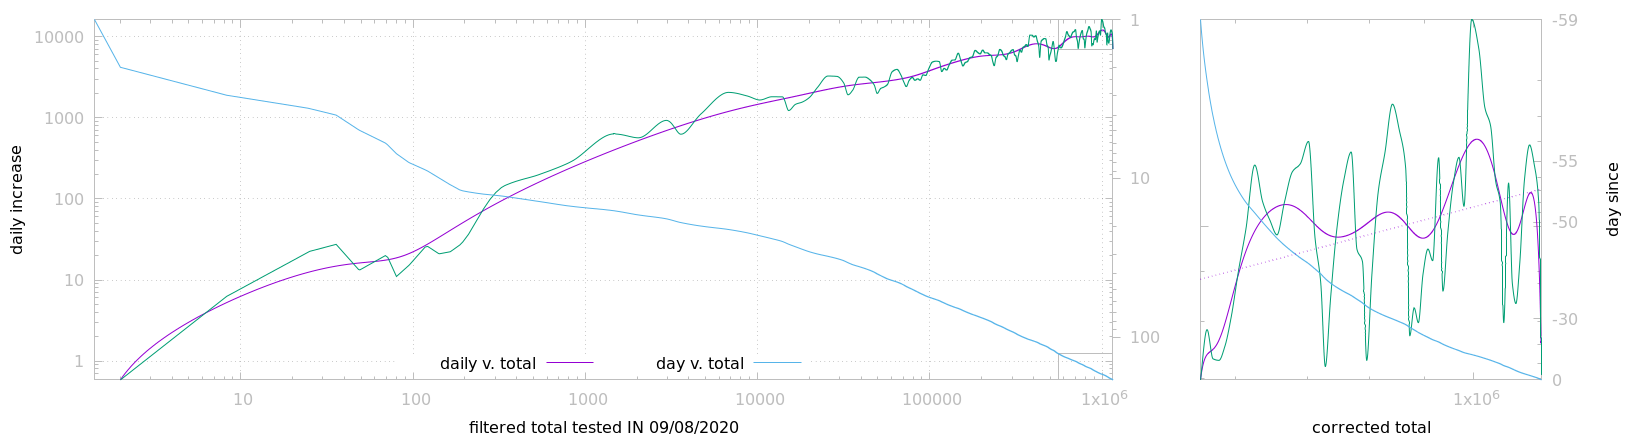 10000
1000
100
10
1
daily increase
10
100
1000
10000
100000
1x10^6
filtered total tested IN 09/08/2020
daily v. total
day v. total
1
10
100
-59
-55
-50
-30
0
day since
1x10^6
corrected total